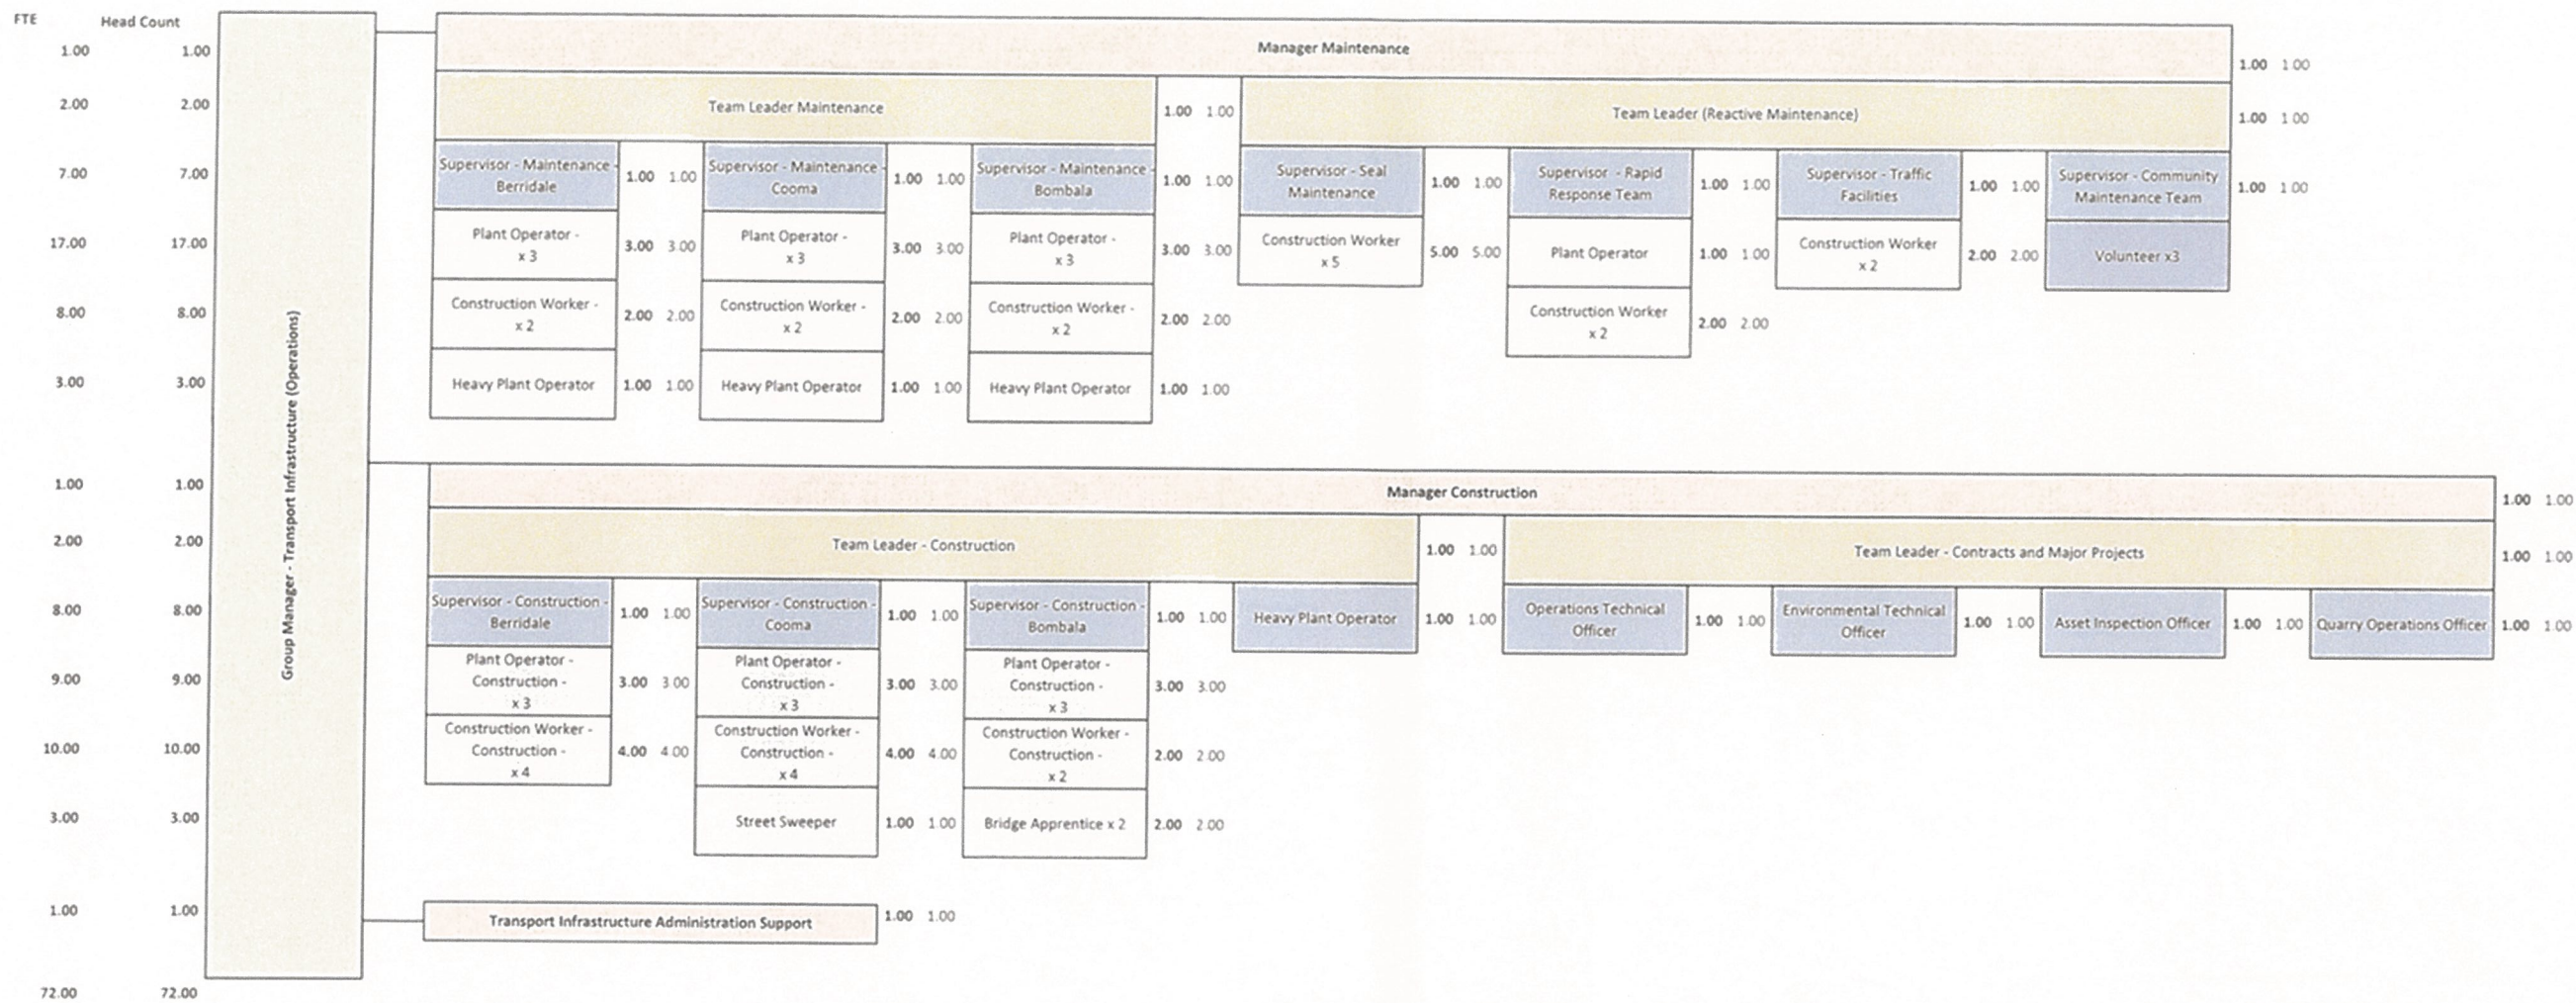 FTE Head Count
1.00 1.00
Manager Maintenance
1.00 1.00
2.00 2.00
Team Leader Maintenance
1.00 1.00
Team Leader (Reactive Maintenance)
1.00 1.00
7.00 7.00
Supervisor - Maintenance -
Berridale
1.00 1.00
Supervisor - Maintenance -
Cooma
1.00 1.00
Supervisor - Maintenance -
Bombala
1.00 1.00
Supervisor - Seal
Maintenance
1.00 1.00
Supervisor - Rapid
Response Team
1.00 1.00
Supervisor - Traffic
Facilities
1.00 1.00
Supervisor - Community
Maintenance Team
1.00 1.00
17.00 17.00
Plant Operator -
x 3
3.00 3.00
Plant Operator -
x 3
3.00 3.00
Plant Operator -
x 3
3.00 3.00
Construction Worker
x 5
5.00 5.00
Plant Operator
1.00 1.00
Construction Worker
x 2
2.00 2.00
Volunteer x3
8.00 8.00
Construction Worker -
x 2
2.00 2.00
Construction Worker -
x 2
2.00 2.00
Construction Worker -
x 2
2.00 2.00
Construction Worker
x 2
2.00 2.00
3.00 3.00
Heavy Plant Operator
1.00 1.00
Heavy Plant Operator
1.00 1.00
Heavy Plant Operator
1.00 1.00
Group Manager - Transport Infrastructure (Operations)
1.00 1.00
Manager Construction
1.00 1.00
2.00 2.00
Team Leader - Construction
1.00 1.00
Team Leader - Contracts and Major Projects
1.00 1.00
8.00 8.00
Supervisor - Construction -
Berridale
1.00 1.00
Supervisor - Construction -
Cooma
1.00 1.00
Supervisor - Construction -
Bombala
1.00 1.00
Heavy Plant Operator
1.00 1.00
Operations Technical
Officer
1.00 1.00
Environmental Technical
Officer
1.00 1.00
Asset Inspection Officer
1.00 1.00
Quarry Operations Officer
1.00 1.00
9.00 9.00
Plant Operator -
Construction -
x 3
3.00 3.00
Plant Operator -
Construction -
x 3
3.00 3.00
Plant Operator -
Construction -
x 3
3.00 3.00
10.00 10.00
Construction Worker -
Construction -
x 4
4.00 4.00
Construction Worker -
Construction -
x 4
4.00 4.00
Construction Worker -
Construction -
x 2
2.00 2.00
3.00 3.00
Street Sweeper
1.00 1.00
Bridge Apprentice x 2
2.00 2.00
1.00 1.00
Transport Infrastructure Administration Support
1.00 1.00
72.00 72.00